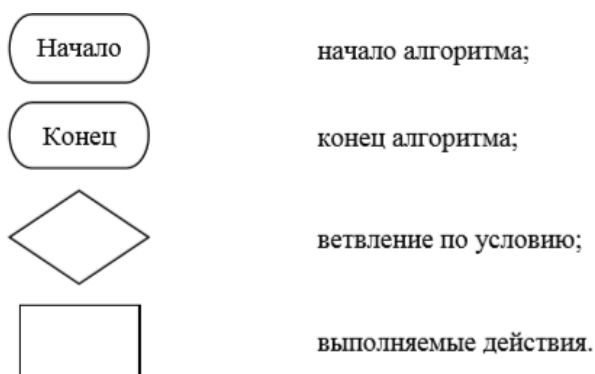 Начало
начало алгоритма;
Конец
конец алгоритма;
ветвление по условию;
выполняемые действия.